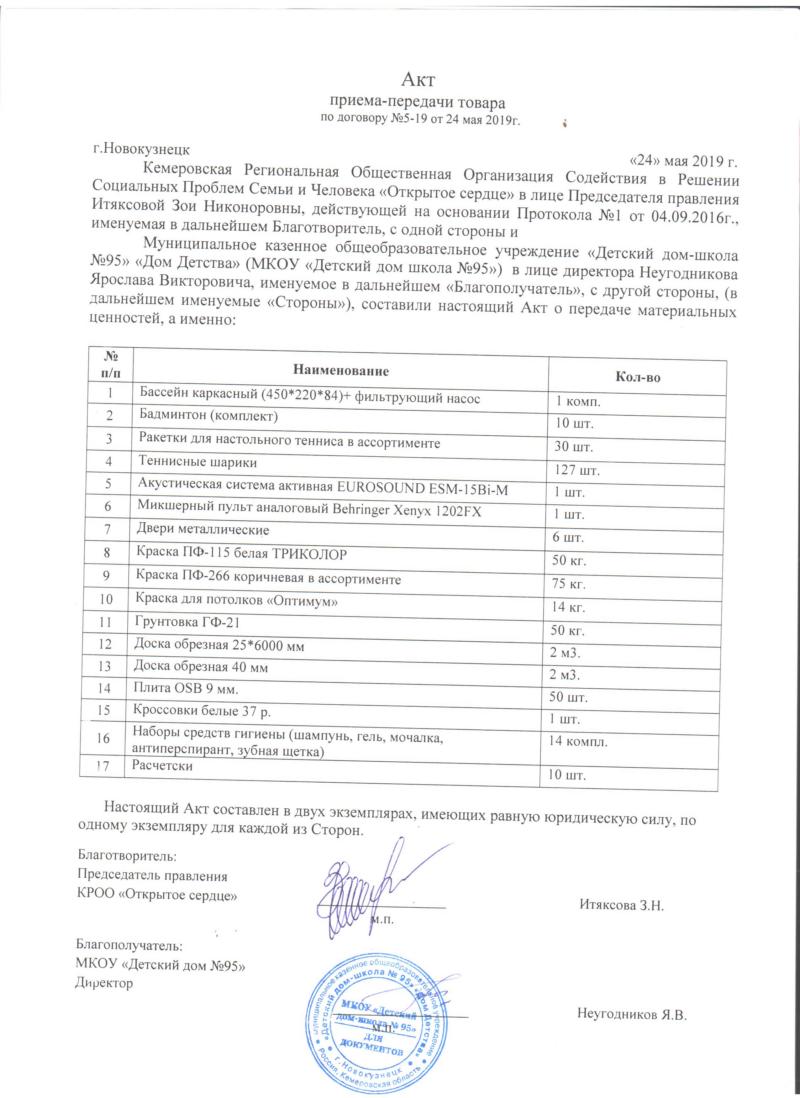 Акт
приема-передачи товара
по договору №5-19 от 24 мая 2019г.
г.Новокузнецк
«24» мая 2019 г.
Кемеровская Региональная Общественная Организация Содействия в Решении
Социальных Проблем Семьи и Человека «Открытое сердце» в лице Председателя правления
Итяксовой Зои Никоноровны, действующей на основании Протокола №1 от 04.09.2016г.,
именуемая в дальнейшем Благотворитель, с одной стороны и
Муниципальное казенное общеобразовательное учреждение «Детский дом-школа
№95» «Дом Детства» (МКОУ «Детский дом школа №95») в лице директора Неугодникова
Ярослава Викторовича, именуемое в дальнейшем «Благополучатель», с другой стороны, (в
дальнейшем именуемые «Стороны»), составили настоящий Акт о передаче материальных
ценностей, а именно:
№ п/п Наименование Кол-во
1 Бассейн каркасный (450*220*84)+ фильтрующий насос 1 комп.
2 Бадминтон (комплект) 10 шт.
3 Ракетки для настольного тенниса в ассортименте 30 шт.
4 Теннисные шарики 127 шт.
5 Акустическая система активная EUROSOUND ESM-15Bi-M 1 шт.
6 Микшерный пульт аналоговый Behringer Xenyx 1202FX 1 шт.
7 Двери металлические 6 шт.
8 Краска ПФ-115 белая ТРИКОЛОР 50 кг.
9 Краска ПФ-266 коричневая в ассортименте 75 кг.
10 Краска для потолков «Оптимум» 14 кг.
11 Грунтовка ГФ-21 50 кг.
12 Доска обрезная 25*6000 мм 2 м3.
13 Доска обрезная 40 мм 2 м3.
14 Плита OSB 9 мм. 50 шт.
15 Кроссовки белые 37 р. 1 шт.
16 Наборы средств гигиены (шампунь, гель, мочалка, 14 компл.
антиперспирант, зубная щетка)
17 Расчетски 10 шт.
Настоящий Акт составлен в двух экземплярах, имеющих равную юридическую силу, по
одному экземпляру для каждой из Сторон.
Благотворитель:
Председатель правления
КРОО «Открытое сердце»
Итяксова З.Н.
м.п.
Благополучатель:
МКОУ «Детский дом №95»
Директор
Неугодников Я.В.
м.п.
муниципальное казенное общеобразовательное учреждение
«Детский дом-школа № 95» «Дом Детства»
МКОУ «Детский
дом-школа № 95»
ДЛЯ
ДОКУМЕНТОВ
г. Новокузнецк
Россия, Кемеровская область